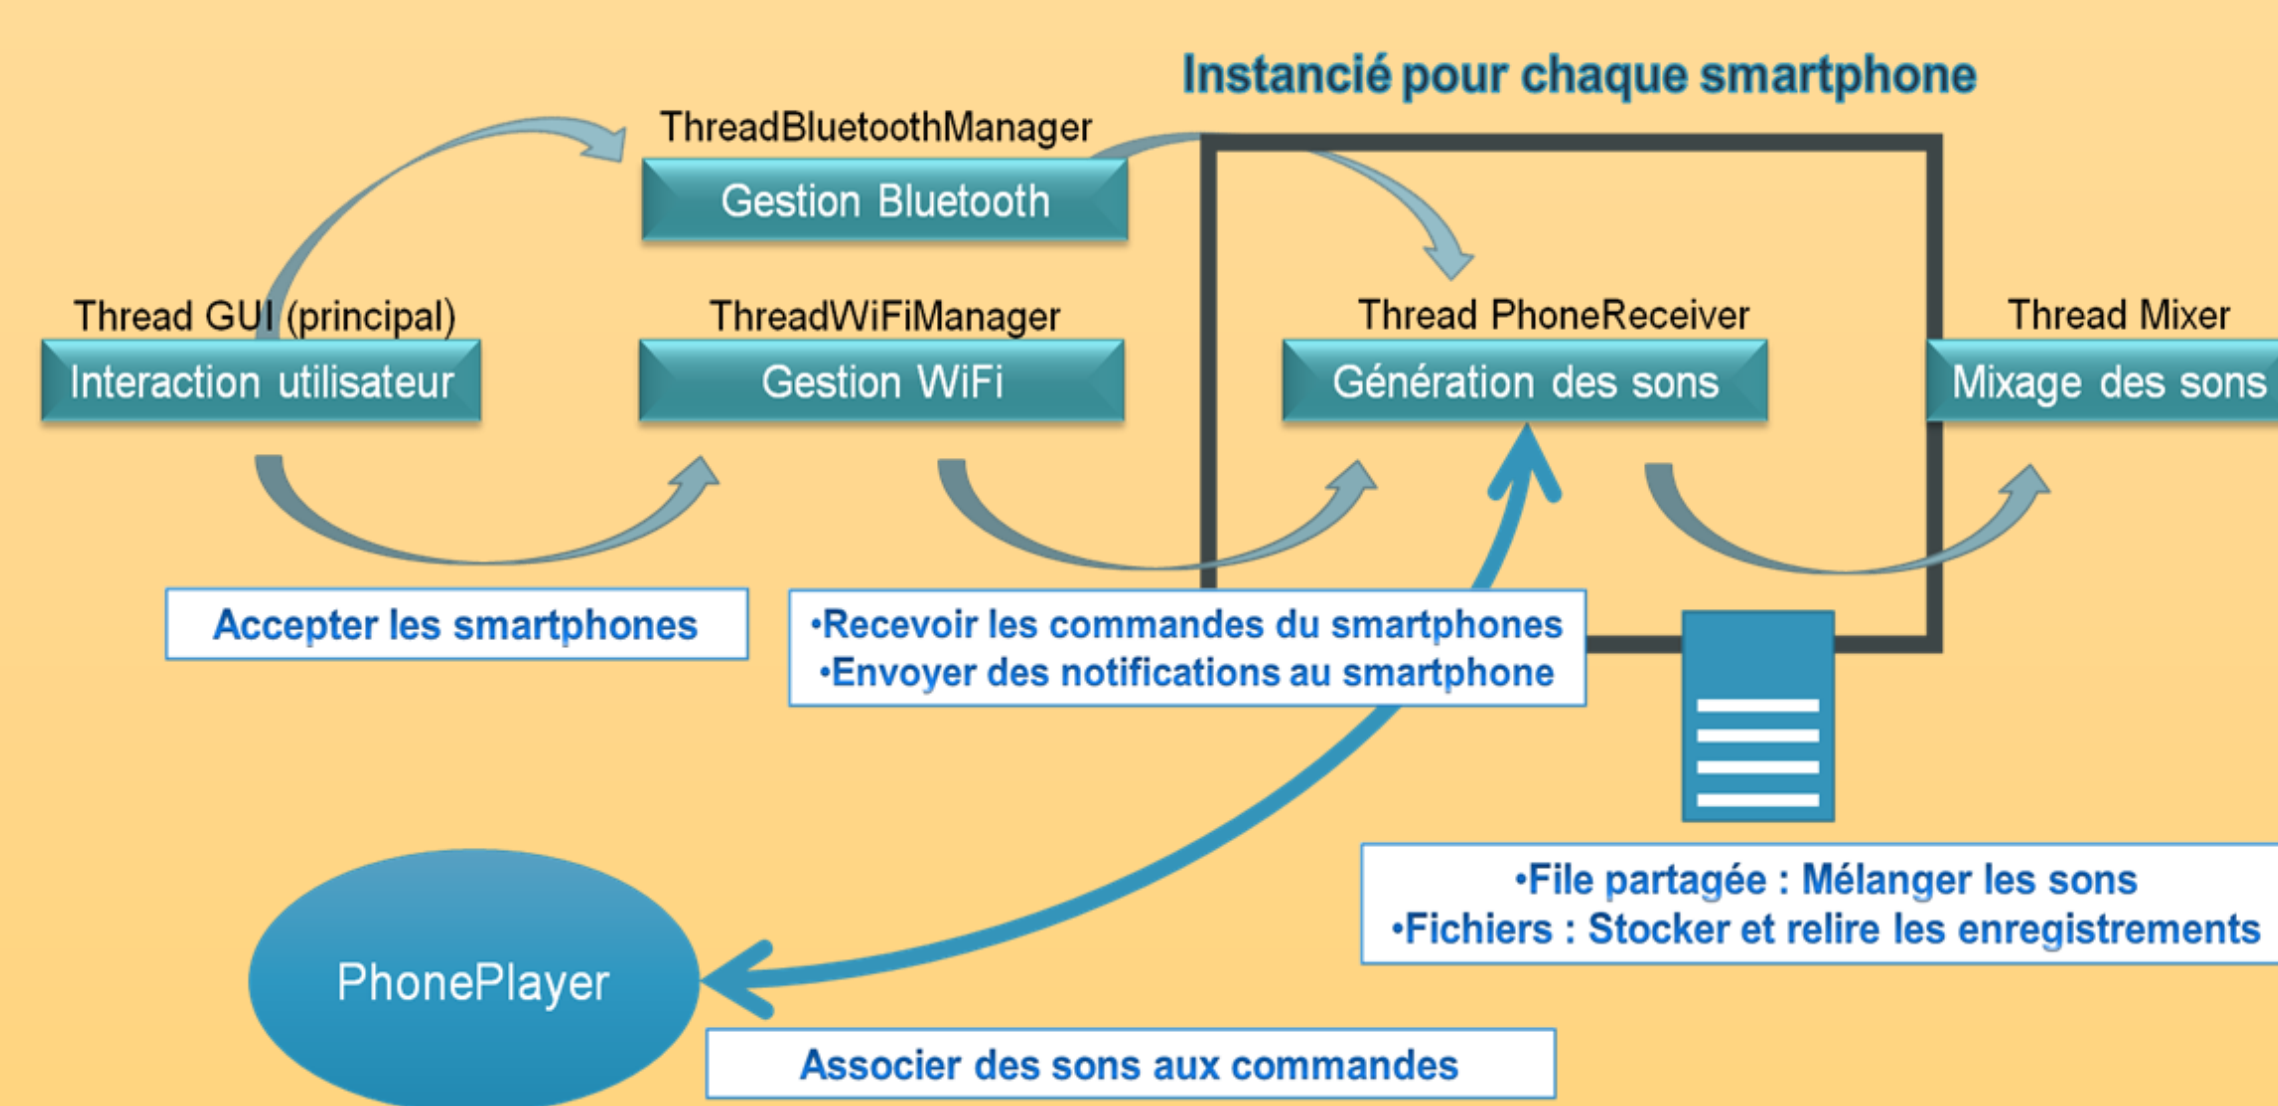 Instancié pour chaque smartphone
ThreadBluetoothManager
Gestion Bluetooth
Thread GUI (principal)
Interaction utilisateur
ThreadWiFiManager
Gestion WiFi
Thread PhoneReceiver
Génération des sons
Thread Mixer
Mixage des sons
Accepter les smartphones
•Recevoir les commandes du smartphones
•Envoyer des notifications au smartphone
•File partagée : Mélanger les sons
•Fichiers : Stocker et relire les enregistrements
PhonePlayer
Associer des sons aux commandes